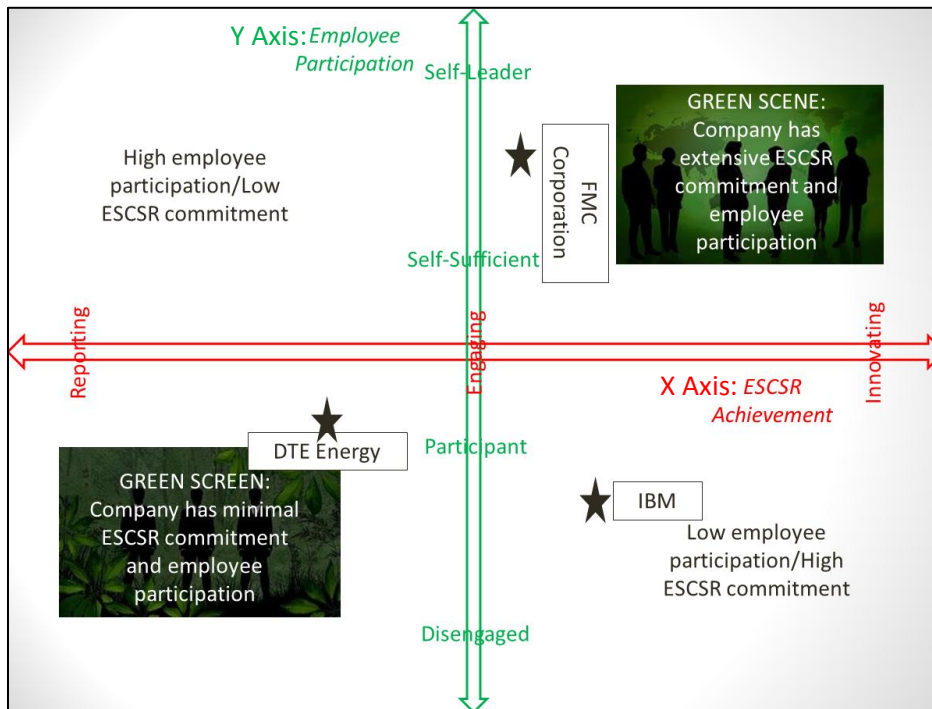 Y Axis: Employee
Participation
Self-Leader
GREEN SCENE:
Company has
extensive ESCSR
commitment and
employee
participation
High employee
participation/Low
ESCSR commitment
FMC
Corporation
Self-Sufficient
Reporting
Engaging
Innovating
X Axis: ESCSR
Achievement
DTE Energy
Participant
GREEN SCREEN:
Company has minimal
ESCSR commitment
and employee
participation
IBM
Low employee
participation/High
ESCSR commitment
Disengaged